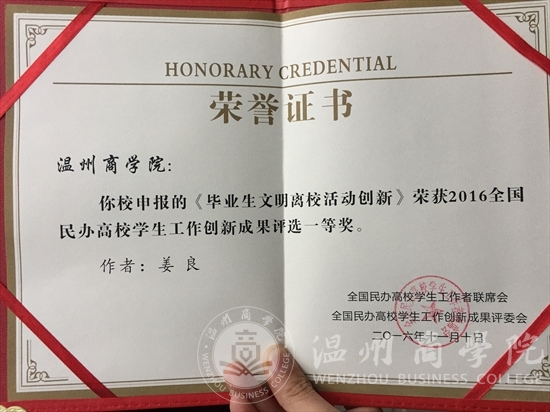 HONORARY CREDENTIAL
荣誉证书
温州商学院:
你校申报的《毕业生文明离校活动创新》荣获2016全国
民办高校学生工作创新成果评选一等奖。
作者：姜良
全国民办高校学生工作者联席会
全国民办高校学生工作创新成果评委会
二〇一六年十一月十日
温州商学院
WENZHOU BUSINESS COLLEGE